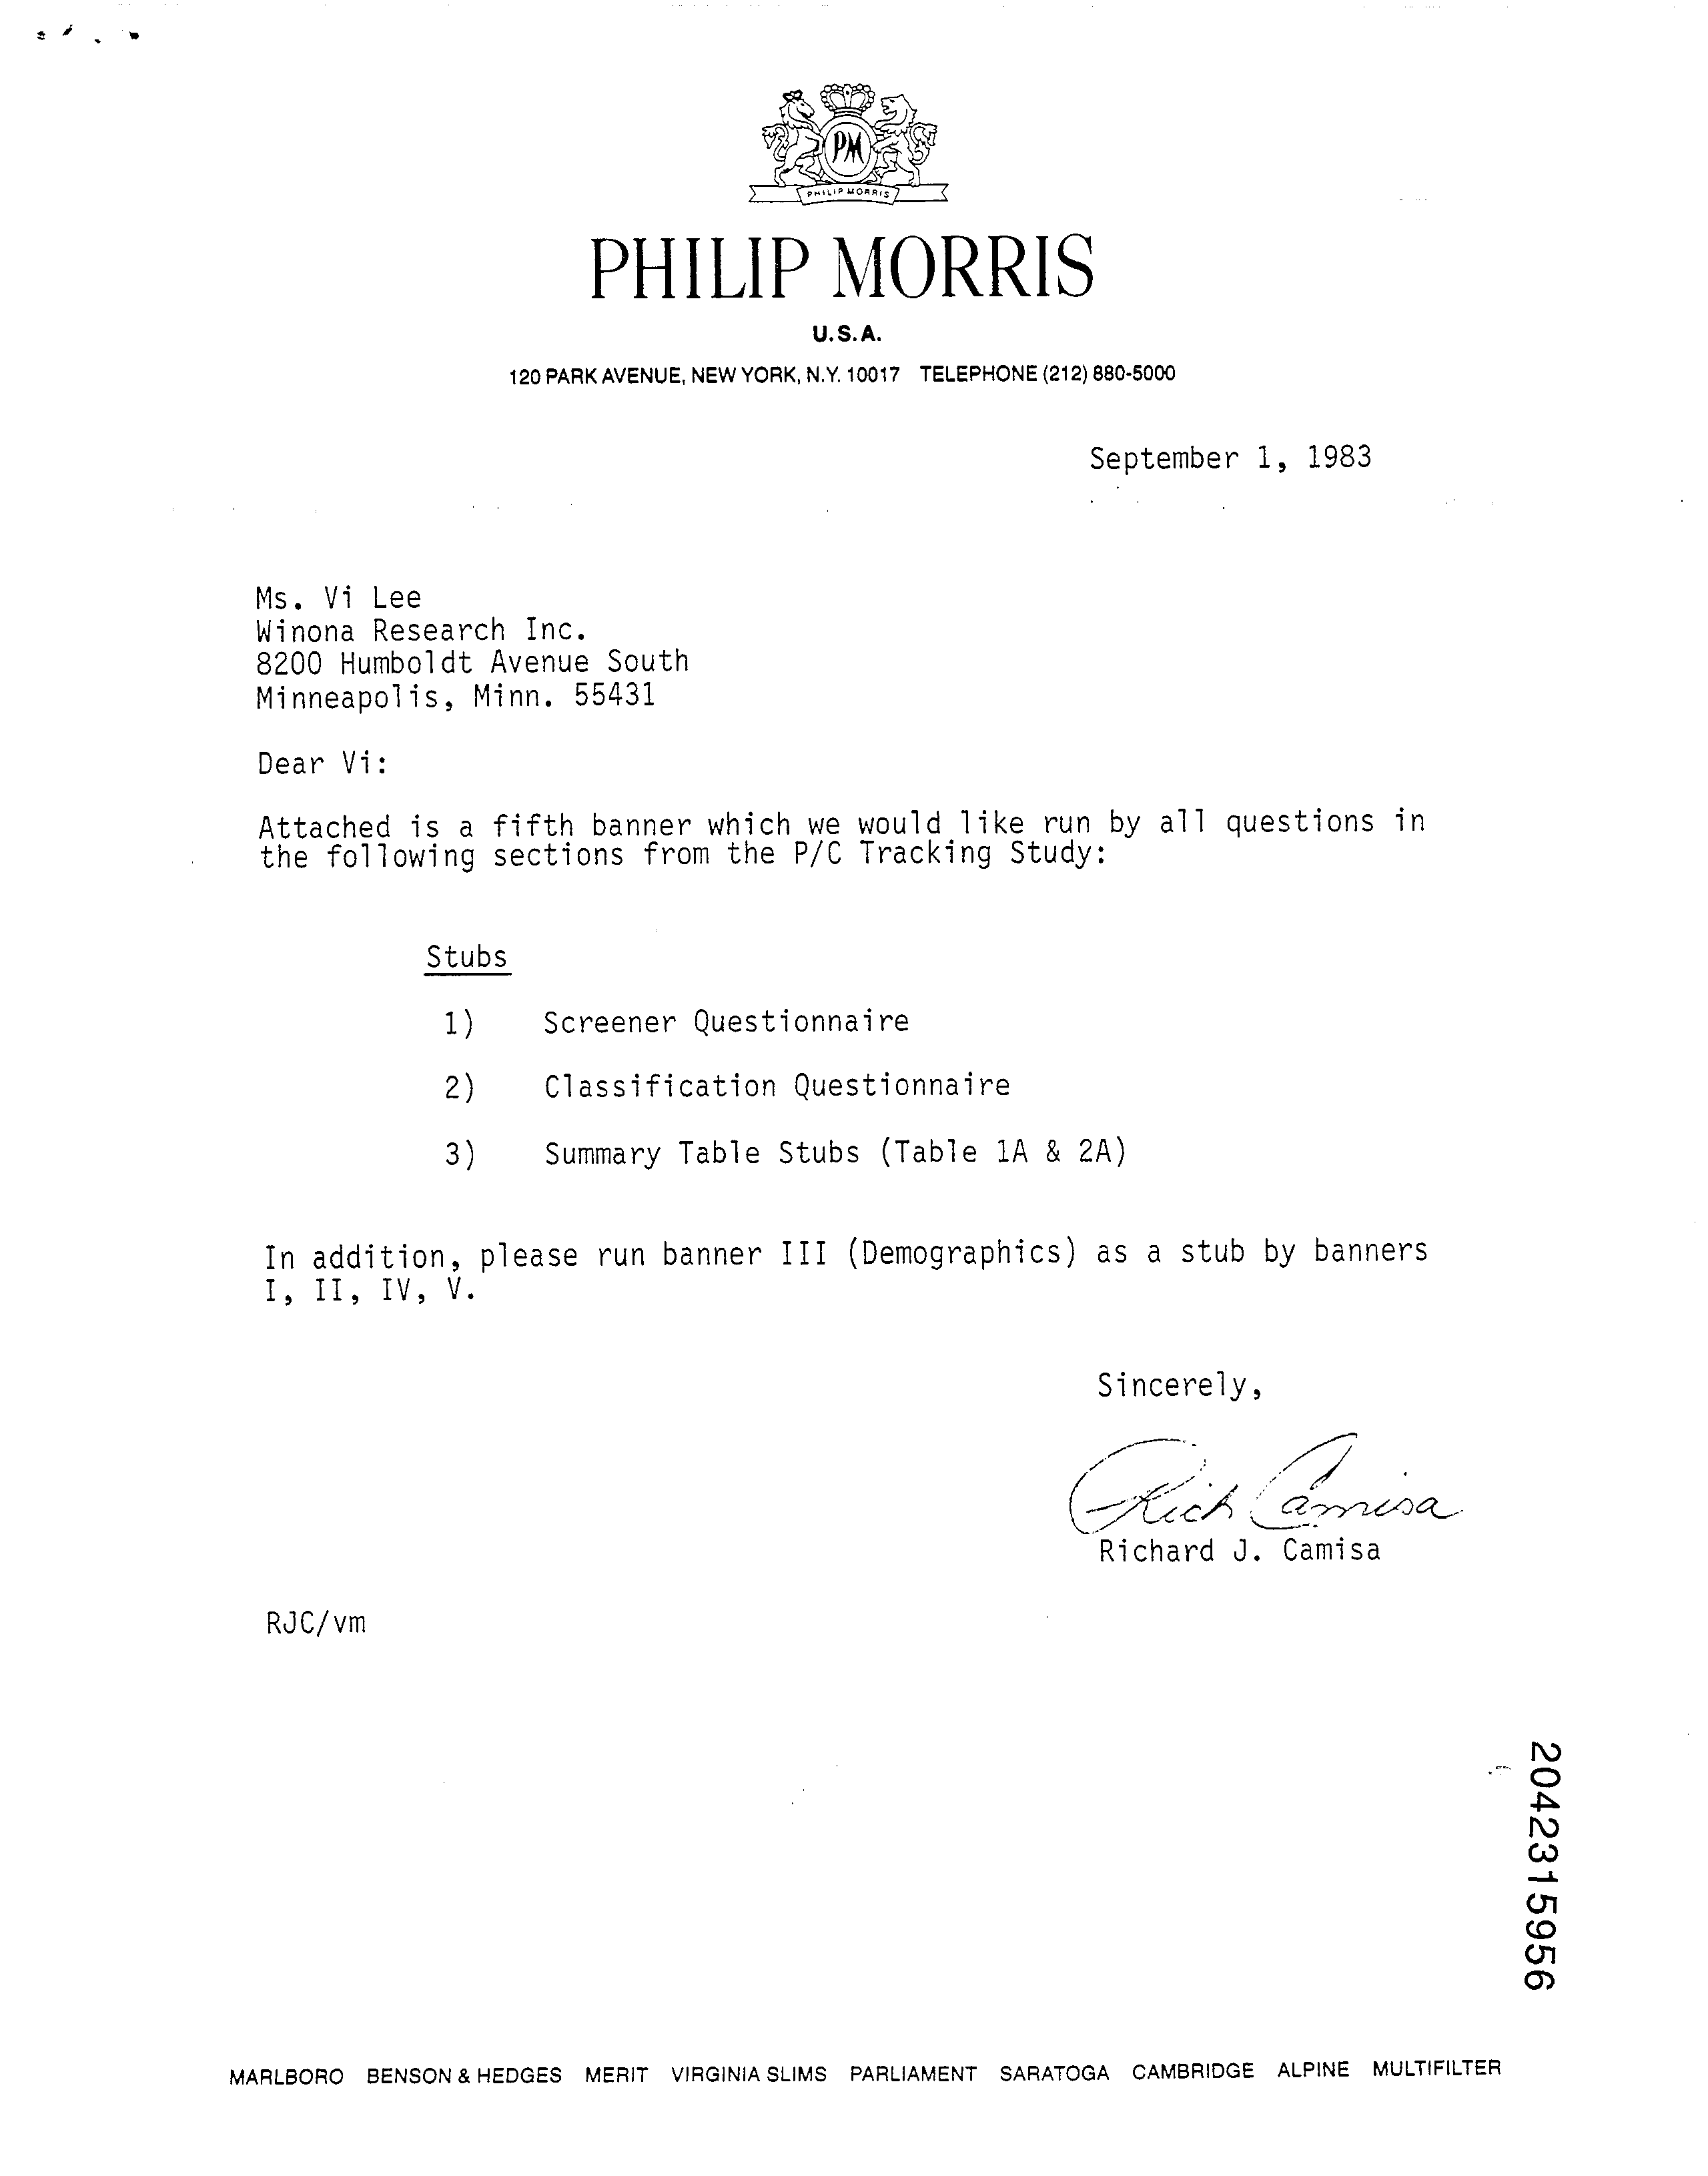 PM
PHILIP MORRIS
PHILIP MORRIS
U.S.A.
120 PARK AVENUE, NEW YORK, N.Y. 10017 TELEPHONE (212) 880-5000
September 1, 1983
Ms. Vi Lee
Winona Research Inc.
8200 Humboldt Avenue South
Minneapolis, Minn. 55431
Dear Vi:
Attached is a fifth banner which we would like run by all questions in
the following sections from the P/C Tracking Study:
Stubs
1) Screener Questionnaire
2) Classification Questionnaire
3) Summary Table Stubs (Table 1A & 2A)
In addition, please run banner III (Demographics) as a stub by banners
I, II, IV, V.
Sincerely,
Rich Camisa
Richard J. Camisa
RJC/vm
2042315956
MARLBORO BENSON & HEDGES MERIT VIRGINIA SLIMS PARLIAMENT SARATOGA CAMBRIDGE ALPINE MULTIFILTER